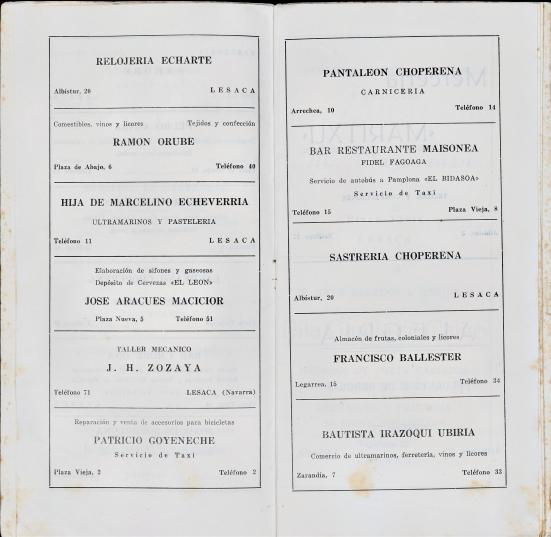 RELOJERIA ECHARTE
Albístur, 20 LESACA
Comestibles, vinos y licores Tejidos y confección
RAMON ORUBE
Plaza de Abajo, 6 Teléfono 40
HIJA DE MARCELINO ECHEVERRIA
ULTRAMARINOS Y PASTELERIA
Teléfono 11 LESACA
Elaboración de sifones y gaseosas
Depósito de Cervezas «EL LEON»
JOSE ARACUES MACICIOR
Plaza Nueva, 5 Teléfono 51
TALLER MECANICO
J. H. ZOZAYA
Teléfono 71 LESACA (Navarra)
Reparación y venta de accesorios para bicicletas
PATRICIO GOYENECHE
Servicio de Taxi
Plaza Vieja, 2 Teléfono 2
PANTALEON CHOPERENA
CARNICERIA
Arrechea, 10 Teléfono 14
BAR RESTAURANTE MAISONEA
FIDEL FAGOAGA
Servicio de autobús a Pamplona «EL BIDASOA»
Servicio de Taxi
Teléfono 15 Plaza Vieja, 8
SASTRERIA CHOPERENA
Albístur, 20 LESACA
Almacén de frutas, coloniales y licores
FRANCISCO BALLESTER
Legarrea, 15 Teléfono 34
BAUTISTA IRAZOQUI UBIRIA
Comercio de ultramarinos, ferretería, vinos y licores
Zarandía, 7 Teléfono 33